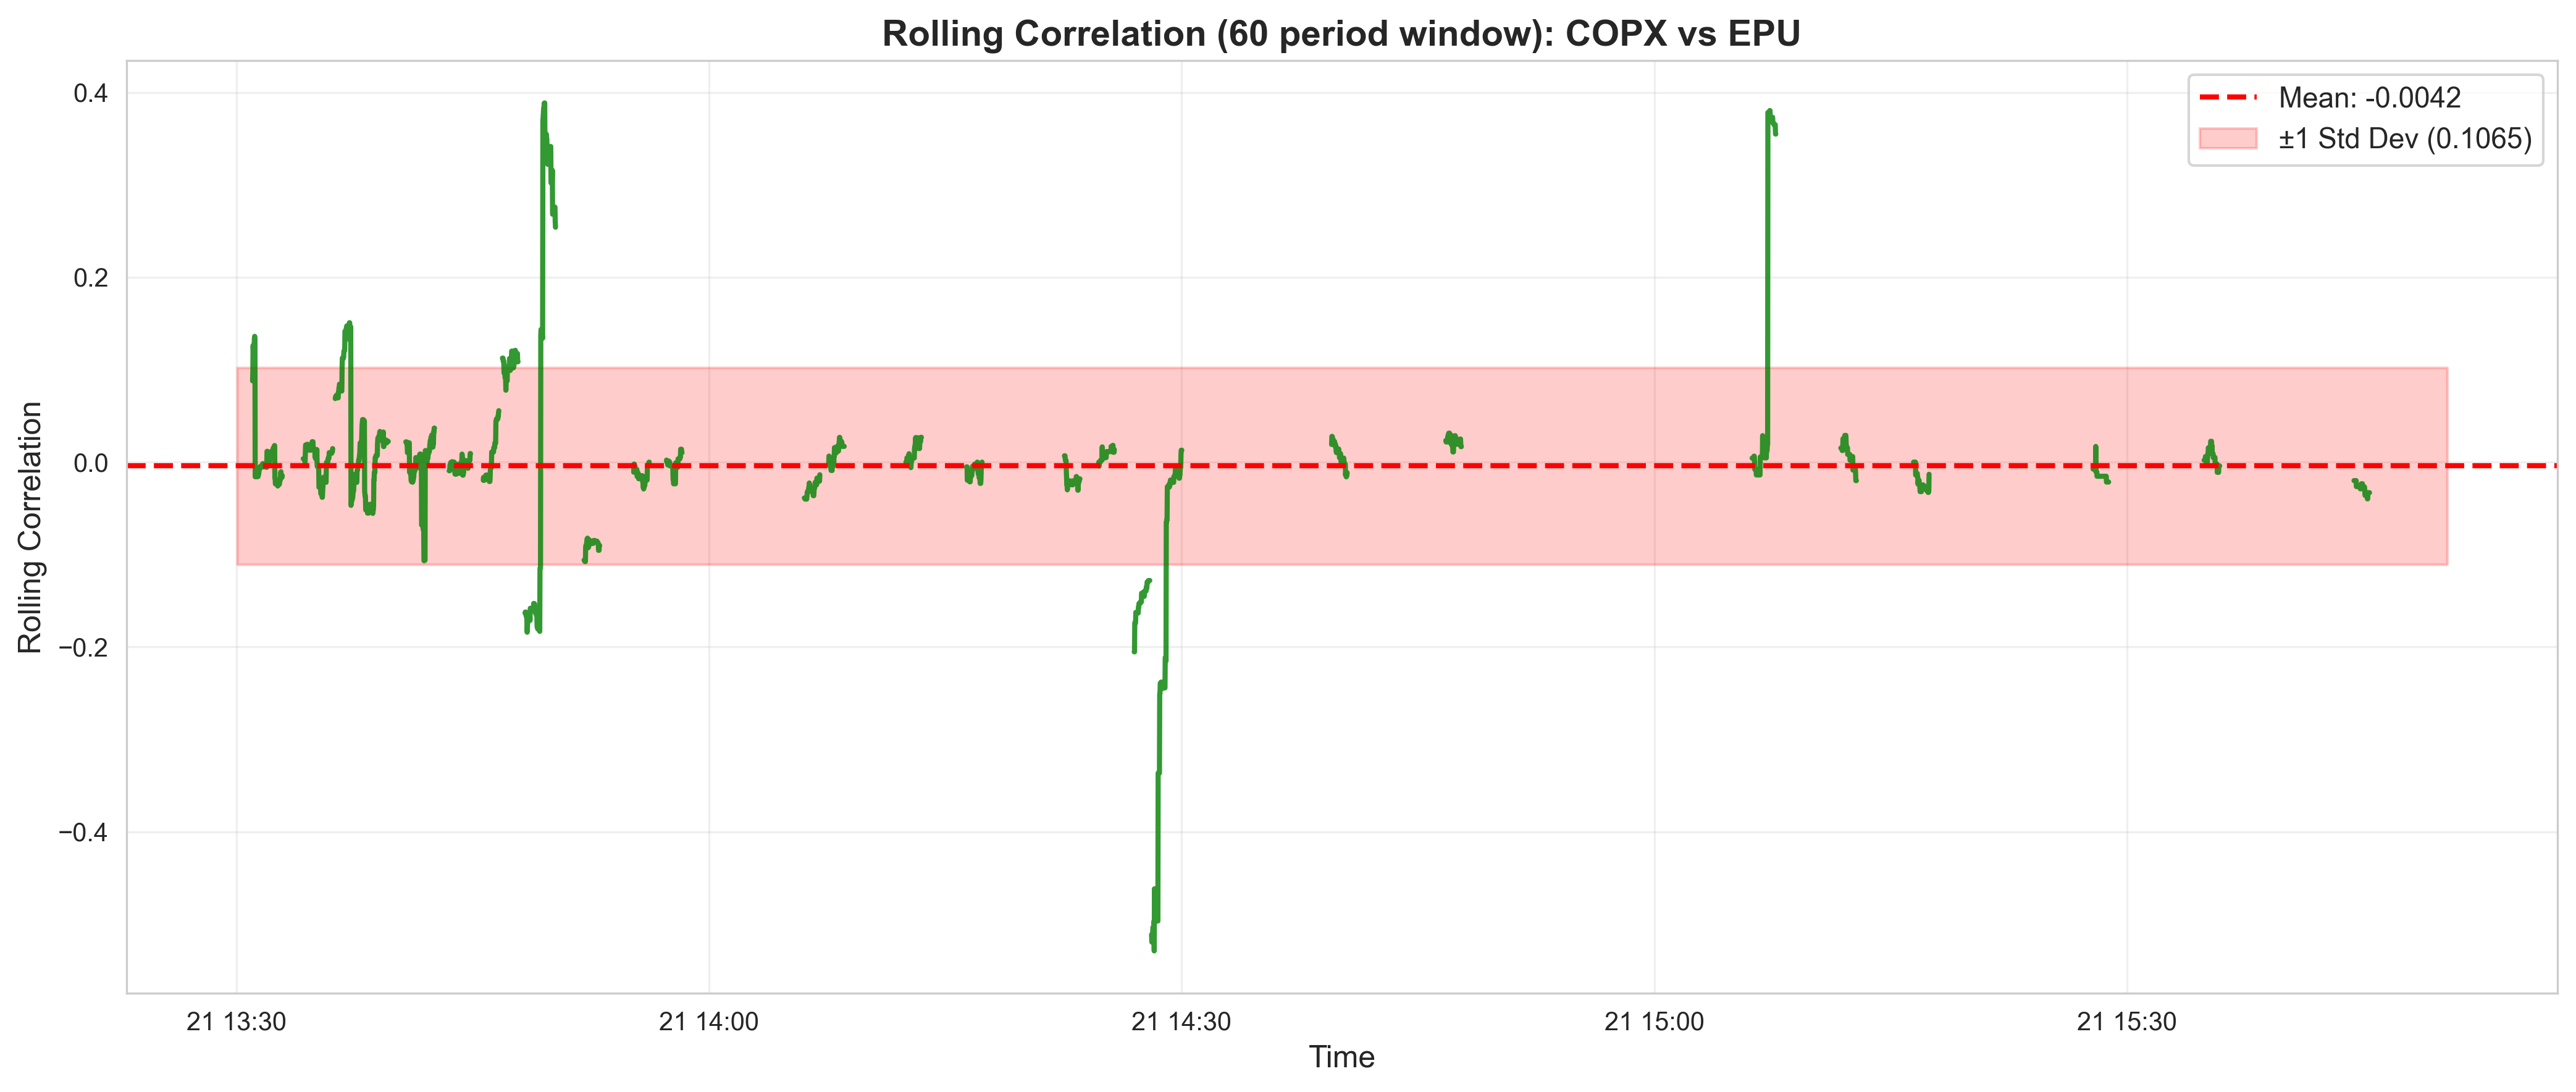 Rolling Correlation (60 period window): COPX vs EPU
Mean: -0.0042
±1 Std Dev (0.1065)
Rolling Correlation
0.4
0.2
0.0
−0.2
−0.4
21 13:30
21 14:00
21 14:30
21 15:00
21 15:30
Time